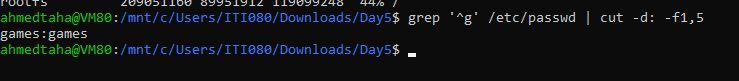 rootfs 209051160 89951912 119099248 44% /
ahmedtaha@VM80:/mnt/c/Users/ITI080/Downloads/Day5$ grep '^g' /etc/passwd | cut -d: -f1,5
games:games
ahmedtaha@VM80:/mnt/c/Users/ITI080/Downloads/Day5$